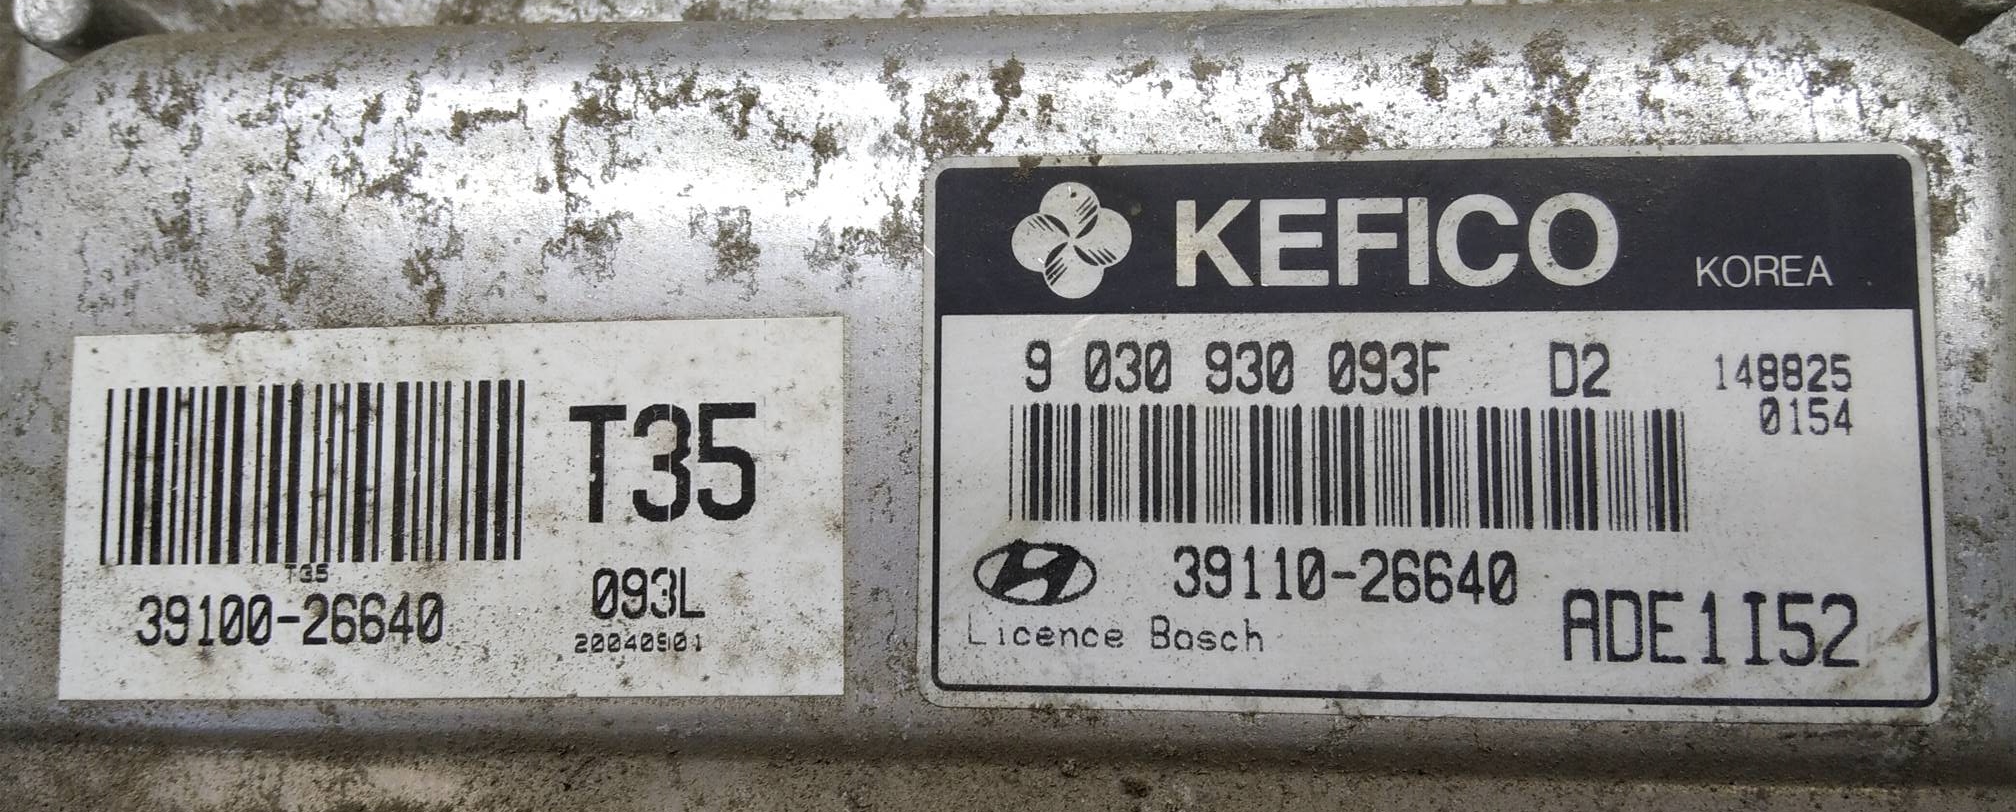 T35
T35
39100-26640
093L
20040901
KEFICO
KOREA
9 030 930 093F D2
148825
0154
39110-26640
Licence Bosch
ADE1I52